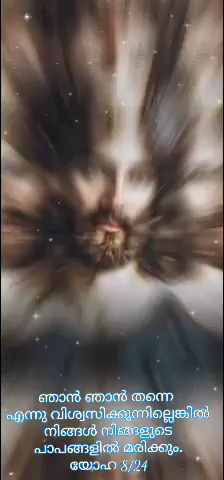 ഞാൻ ഞാൻ തന്നെ
എന്നു വിശ്വസിക്കുന്നില്ലെങ്കിൽ
നിങ്ങൾ നിങ്ങളുടെ
പാപങ്ങളിൽ മരിക്കും.
യോഹ 8/24